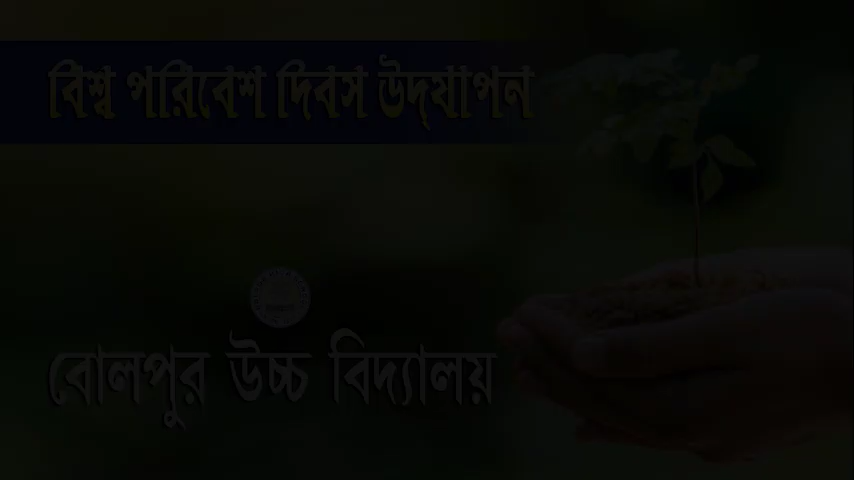 বিশ্ব পরিবেশ দিবস উদ্‌যাপন
বোলপুর উচ্চ বিদ্যালয়